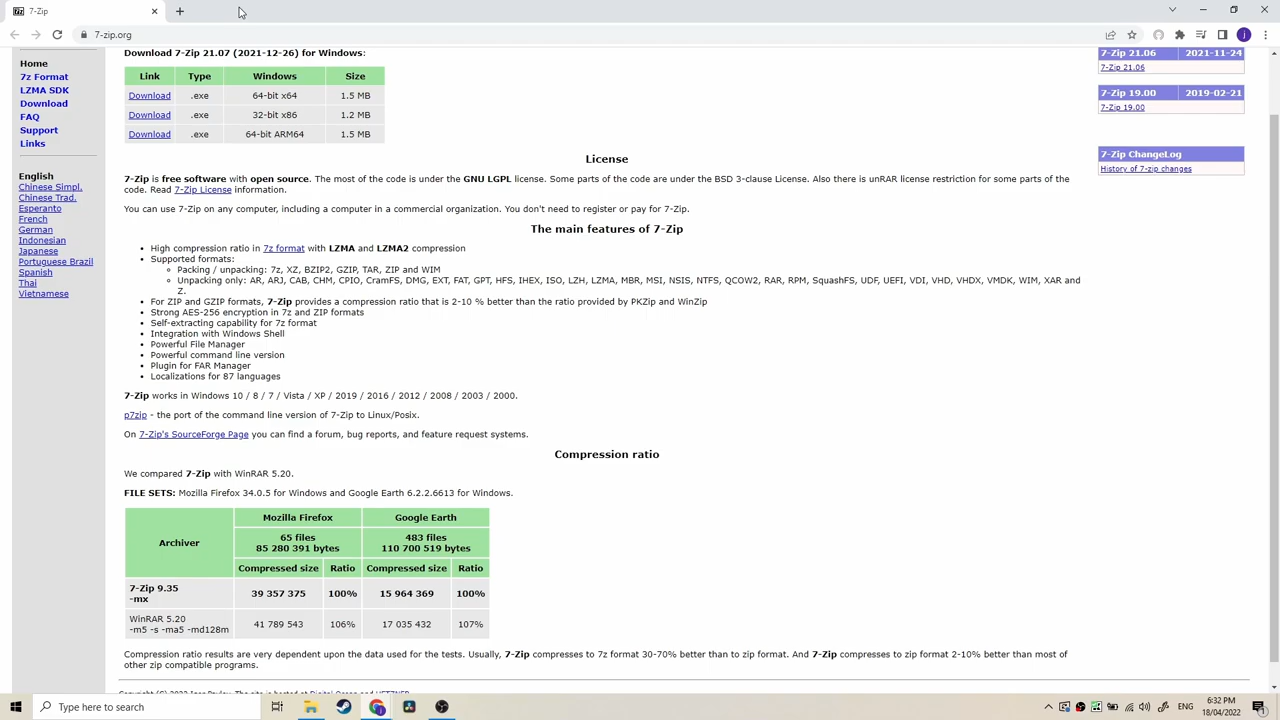 7-Zip
7-zip.org
Home
7z Format
LZMA SDK
Download
FAQ
Support
Links
English
Chinese Simpl.
Chinese Trad.
Esperanto
French
German
Indonesian
Japanese
Portuguese Brazil
Spanish
Thai
Vietnamese
Download 7-Zip 21.07 (2021-12-26) for Windows:
Link Type Windows Size
Download .exe 64-bit x64 1.5 MB
Download .exe 32-bit x86 1.2 MB
Download .exe 64-bit ARM64 1.5 MB
License
7-Zip is free software with open source. The most of the code is under the GNU LGPL license. Some parts of the code are under the BSD 3-clause License. Also there is unRAR license restriction for some parts of the
code. Read 7-Zip License information.
You can use 7-Zip on any computer, including a computer in a commercial organization. You don't need to register or pay for 7-Zip.
The main features of 7-Zip
• High compression ratio in 7z format with LZMA and LZMA2 compression
• Supported formats:
Packing / unpacking: 7z, XZ, BZIP2, GZIP, TAR, ZIP and WIM
Unpacking only: AR, ARJ, CAB, CHM, CPIO, CramFS, DMG, EXT, FAT, GPT, HFS, IHEX, ISO, LZH, LZMA, MBR, MSI, NSIS, NTFS, QCOW2, RAR, RPM, SquashFS, UDF, UEFI, VDI, VHD, VHDX, VMDK, WIM, XAR and
Z.
• For ZIP and GZIP formats, 7-Zip provides a compression ratio that is 2-10 % better than the ratio provided by PKZip and WinZip
• Strong AES-256 encryption in 7z and ZIP formats
• Self-extracting capability for 7z format
• Integration with Windows Shell
• Powerful File Manager
• Powerful command line version
• Plugin for FAR Manager
• Localizations for 87 languages
7-Zip works in Windows 10 / 8 / 7 / Vista / XP / 2019 / 2016 / 2012 / 2008 / 2003 / 2000.
p7zip - the port of the command line version of 7-Zip to Linux/Posix.
On 7-Zip's SourceForge Page you can find a forum, bug reports, and feature request systems.
Compression ratio
We compared 7-Zip with WinRAR 5.20.
FILE SETS: Mozilla Firefox 34.0.5 for Windows and Google Earth 6.2.2.6613 for Windows.
Archiver Mozilla Firefox Google Earth
65 files 483 files
85 280 391 bytes 110 700 519 bytes
Compressed size Ratio Compressed size Ratio
7-Zip 9.35
-mx 39 357 375 100% 15 964 369 100%
WinRAR 5.20
-m5 -s -ma5 -md128m 41 789 543 106% 17 035 432 107%
Compression ratio results are very dependent upon the data used for the tests. Usually, 7-Zip compresses to 7z format 30-70% better than to zip format. And 7-Zip compresses to zip format 2-10% better than most of
other zip compatible programs.
7-Zip 21.06 2021-11-24
7-Zip 21.06
7-Zip 19.00 2019-02-21
7-Zip 19.00
7-Zip ChangeLog
History of 7-zip changes
Copyright (C) 2022 Igor Pavlov. The site is hosted at Digital Ocean and HETZNER
Type here to search
ENG
6:32 PM
18/04/2022